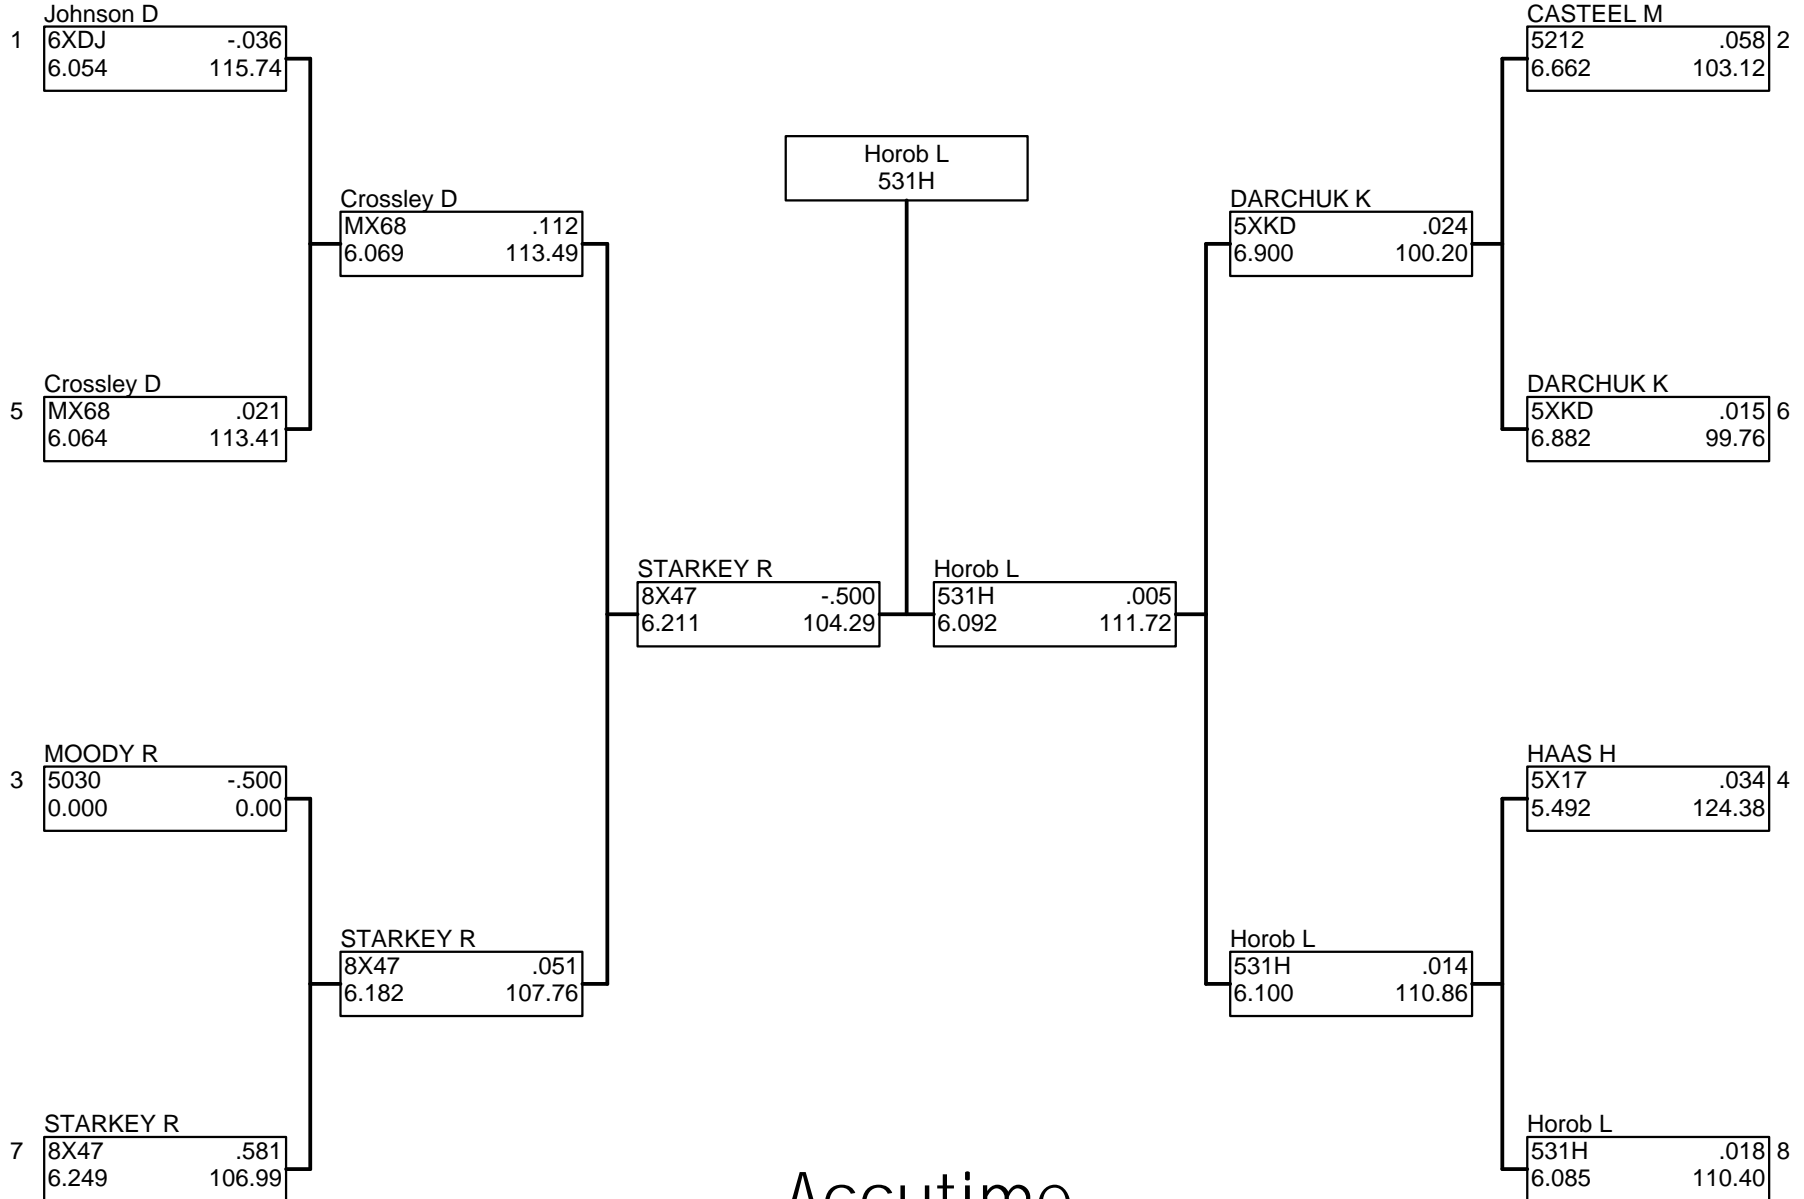 Johnson D
1 6XDJ -.036
6.054 115.74
Crossley D
5 MX68 .021
6.064 113.41
MOODY R
3 5030 -.500
0.000 0.00
STARKEY R
7 8X47 .581
6.249 106.99
Crossley D
MX68 .112
6.069 113.49
STARKEY R
8X47 .051
6.182 107.76
STARKEY R
8X47 -.500
6.211 104.29
Horob L
531H
Horob L
531H .005
6.092 111.72
DARCHUK K
5XKD .024
6.900 100.20
Horob L
531H .014
6.100 110.86
CASTEEL M
5212 .058 2
6.662 103.12
DARCHUK K
5XKD .015 6
6.882 99.76
HAAS H
5X17 .034 4
5.492 124.38
Horob L
531H .018 8
6.085 110.40
Accutime